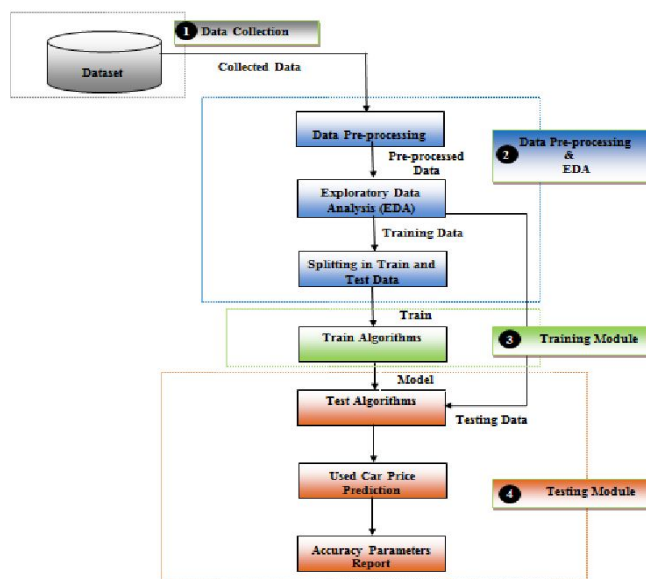 1 Data Collection
Dataset
Collected Data
Data Pre-processing
2 Data Pre-processing
&
EDA
Pre-processed
Data
Exploratory Data
Analysis (EDA)
Training Data
Splitting in Train and
Test Data
Train
Train Algorithms
3 Training Module
Model
Test Algorithms
Testing Data
Used Car Price
Prediction
4 Testing Module
Accuracy Parameters
Report